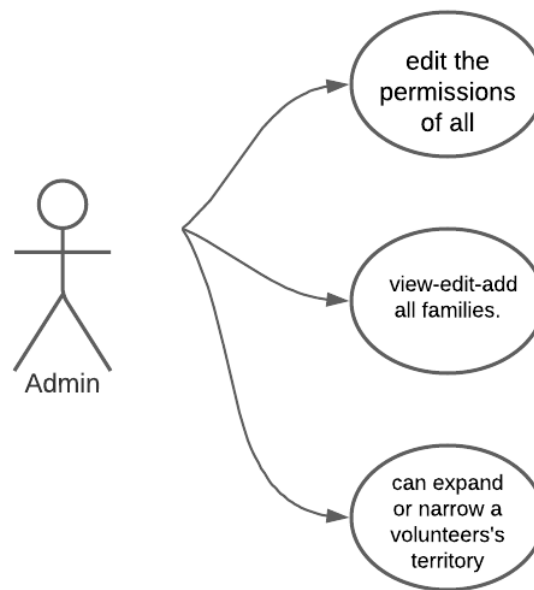 edit the
permissions
of all
view-edit-add
all families.
Admin
can expand
or narrow a
volunteers's
territory